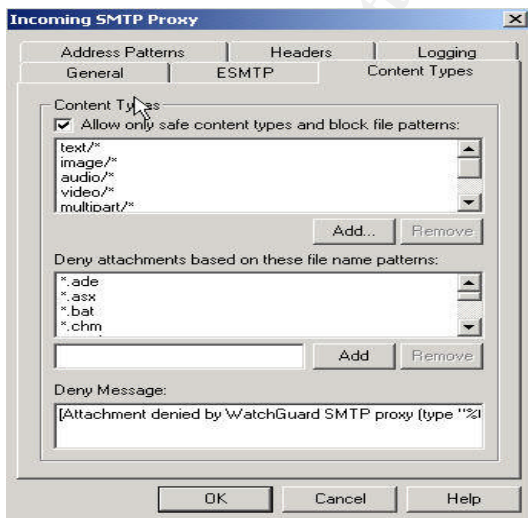 Incoming SMTP Proxy
Address Patterns Headers Logging
General ESMTP Content Types
Content Types
Allow only safe content types and block file patterns:
text/*
image/*
audio/*
video/*
multipart/*
Add... Remove
Deny attachments based on these file name patterns:
*.ade
*.asx
*.bat
*.chm
Add Remove
Deny Message:
[Attachment denied by WatchGuard SMTP proxy (type "%
OK Cancel Help